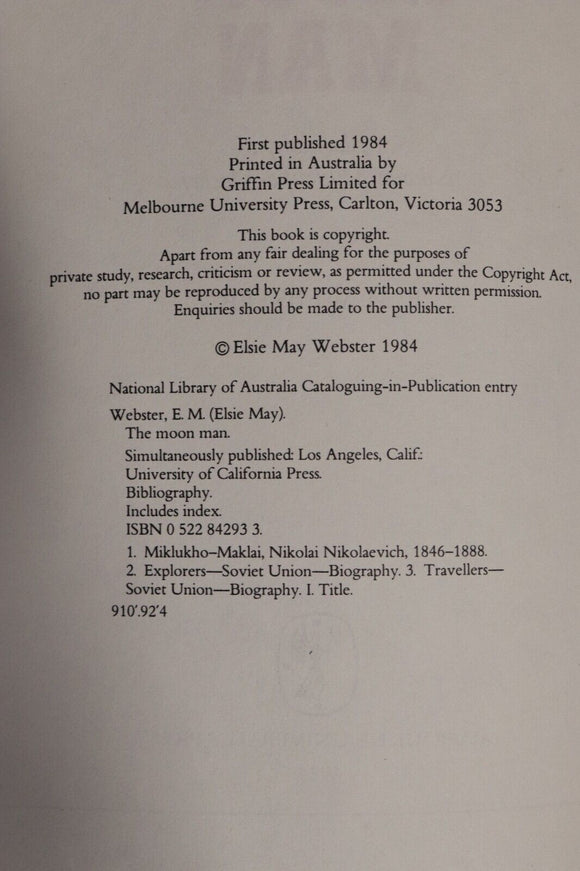 First published 1984
Printed in Australia by
Griffin Press Limited for
Melbourne University Press, Carlton, Victoria 3053
This book is copyright.
Apart from any fair dealing for the purposes of
private study, research, criticism or review, as permitted under the Copyright Act,
no part may be reproduced by any process without written permission.
Enquiries should be made to the publisher.
© Elsie May Webster 1984
National Library of Australia Cataloguing-in-Publication entry
Webster, E. M. (Elsie May).
The moon man.
Simultaneously published: Los Angeles, Calif.:
University of California Press.
Bibliography.
Includes index.
ISBN 0 522 84293 3.
1. Miklukho-Maklai, Nikolai Nikolaevich, 1846–1888.
2. Explorers—Soviet Union—Biography. 3. Travellers—
Soviet Union—Biography. I. Title.
910'.92'4